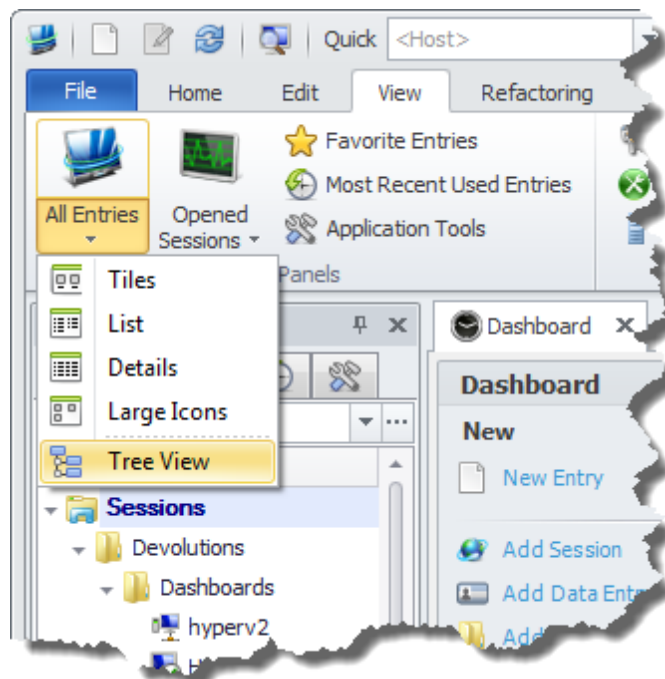 Quick <Host>
File Home Edit View Refactoring
All Entries
Opened Sessions
Favorite Entries
Most Recent Used Entries
Application Tools
Panels
Tiles
List
Details
Large Icons
Tree View
Sessions
Devolutions
Dashboards
hyperv2
Dashboard
Dashboard
New
New Entry
Add Session
Add Data
Add